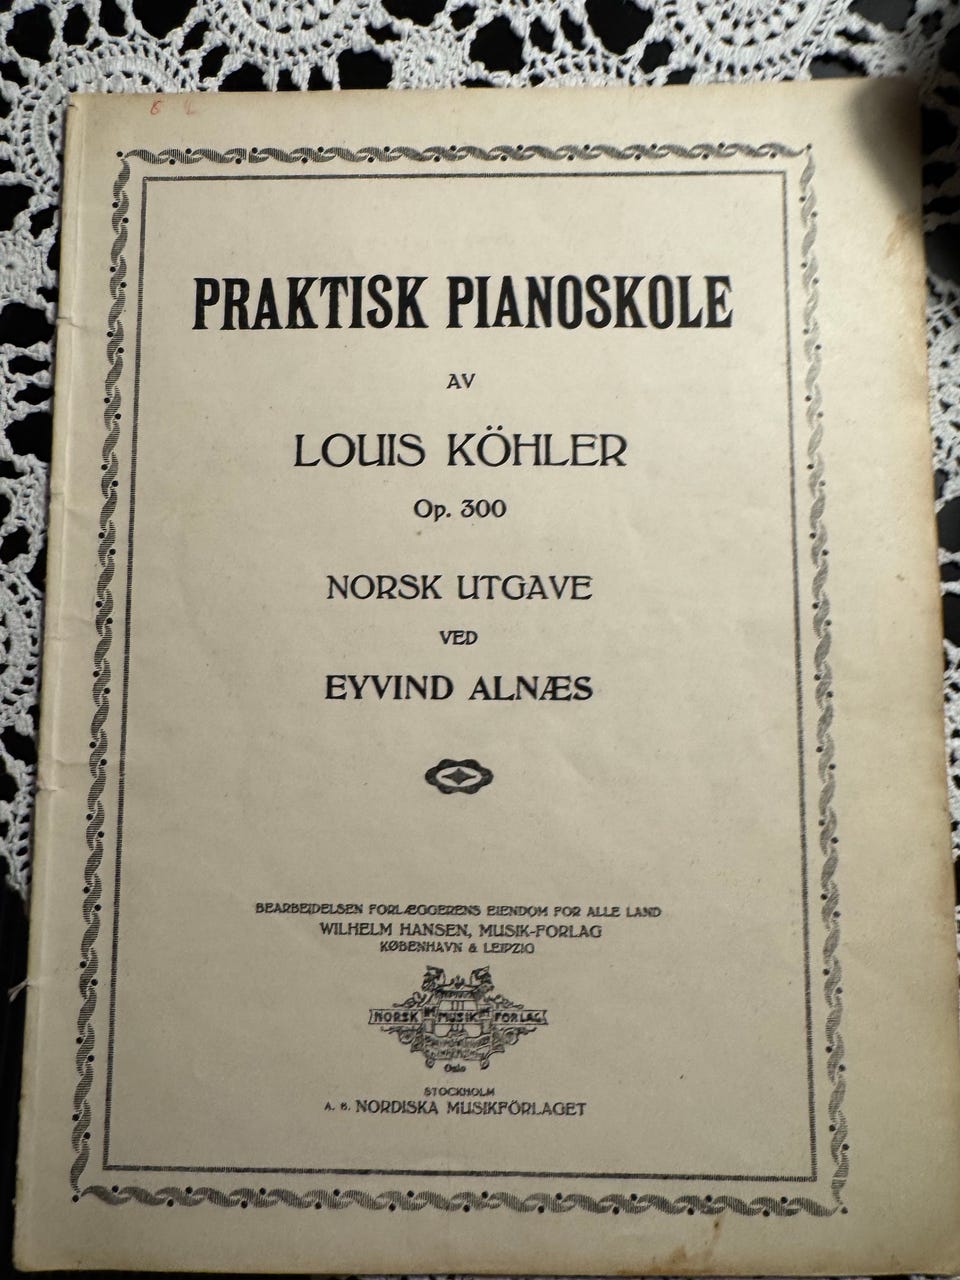 PRAKTISK PIANOSKOLE
AV
LOUIS KÖHLER
Op. 300
NORSK UTGAVE
VED
EYVIND ALNÆS
BEARBEJDELSEN FORLÆGGERENS EIENDOM FOR ALLE LAND
WILHELM HANSEN, MUSIK-FORLAG
KØBENHAVN & LEIPZIG
NORSK MUSIK FORLAG
Oslo
STOCKHOLM
A. B. NORDISKA MUSIKFÖRLAGET